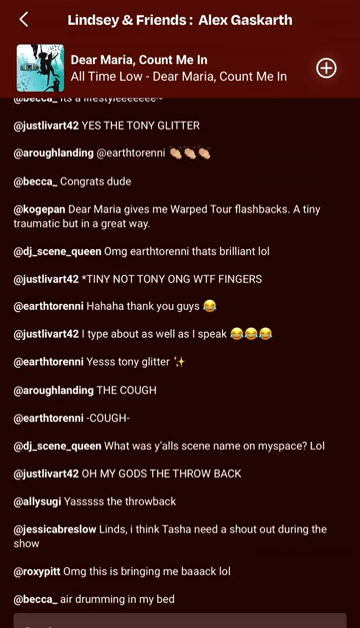 Lindsey & Friends : Alex Gaskarth
Dear Maria, Count Me In
All Time Low - Dear Maria, Count Me In
@becca_ Its a lifestyleeeeeee~
@justlivart42 YES THE TONY GLITTER
@aroughlanding @earthtorenni 👏🏼👏🏼👏🏼
@becca_ Congrats dude
@kogepan Dear Maria gives me Warped Tour flashbacks. A tiny
traumatic but in a great way.
@dj_scene_queen Omg earthtorenni thats brilliant lol
@justlivart42 *TINY NOT TONY ONG WTF FINGERS
@earthtorenni Hahaha thank you guys 😂
@justlivart42 I type about as well as I speak 😂😂😂
@earthtorenni Yesss tony glitter ✨
@aroughlanding THE COUGH
@earthtorenni -COUGH-
@dj_scene_queen What was y'alls scene name on myspace? Lol
@justlivart42 OH MY GODS THE THROW BACK
@allysugi Yasssss the throwback
@jessicabreslow Linds, i think Tasha need a shout out during the
show
@roxypitt Omg this is bringing me baaack lol
@becca_ air drumming in my bed